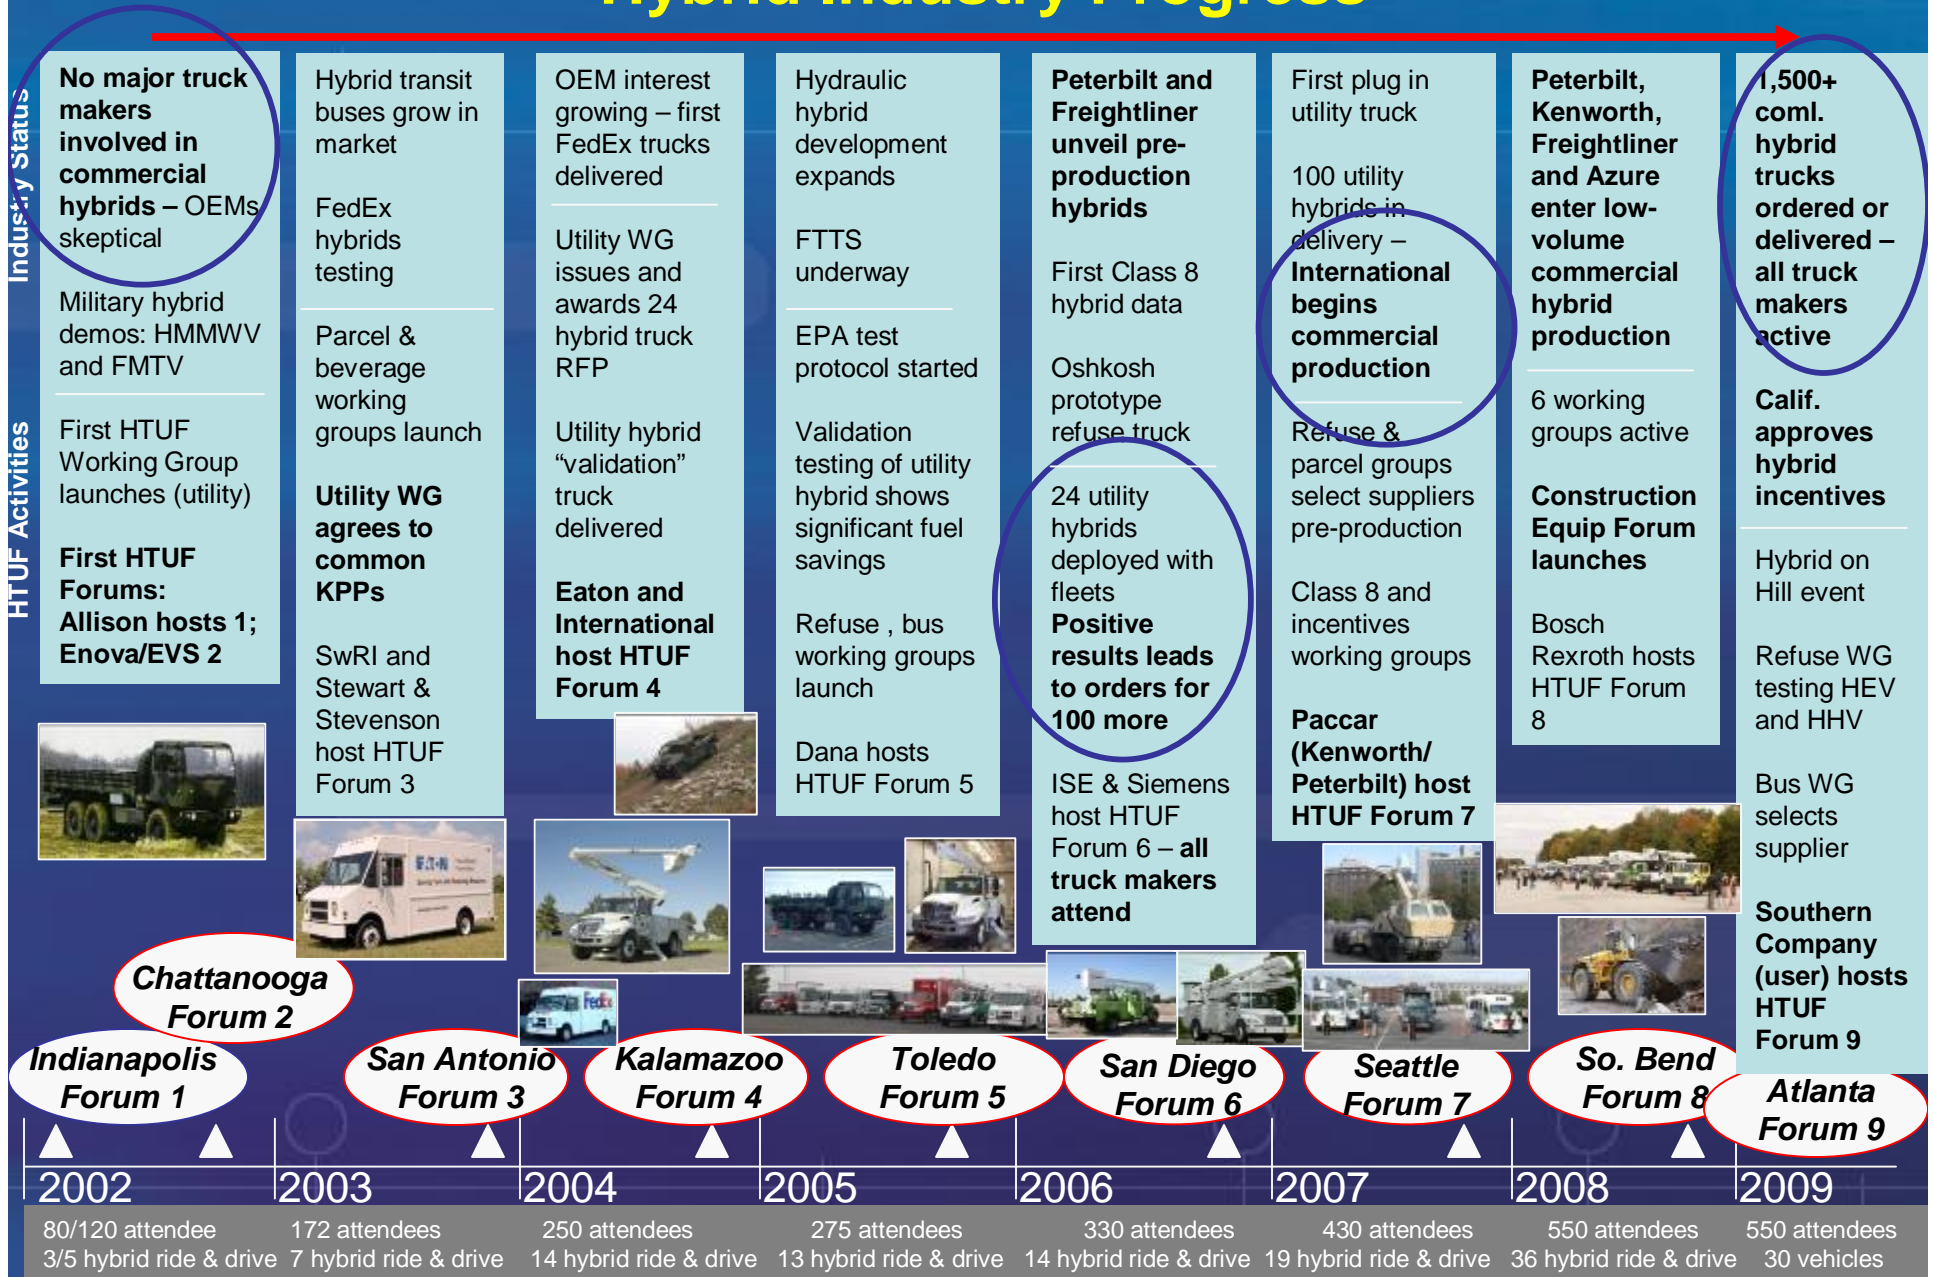 Hybrid Industry Progress
Industry Status
HTUF Activities
No major truck
makers
involved in
commercial
hybrids – OEMs
skeptical
Military hybrid
demos: HMMWV
and FMTV
First HTUF
Working Group
launches (utility)
First HTUF
Forums:
Allison hosts 1;
Enova/EVS 2
Hybrid transit
buses grow in
market
FedEx
hybrids
testing
Parcel &
beverage
working
groups launch
Utility WG
agrees to
common
KPPs
SwRI and
Stewart &
Stevenson
host HTUF
Forum 3
OEM interest
growing – first
FedEx trucks
delivered
Utility WG
issues and
awards 24
hybrid truck
RFP
Utility hybrid
“validation”
truck
delivered
Eaton and
International
host HTUF
Forum 4
Hydraulic
hybrid
development
expands
FTTS
underway
EPA test
protocol started
Validation
testing of utility
hybrid shows
significant fuel
savings
Refuse , bus
working groups
launch
Dana hosts
HTUF Forum 5
Peterbilt and
Freightliner
unveil pre-
production
hybrids
First Class 8
hybrid data
Oshkosh
prototype
refuse truck
24 utility
hybrids
deployed with
fleets
Positive
results leads
to orders for
100 more
ISE & Siemens
host HTUF
Forum 6 – all
truck makers
attend
First plug in
utility truck
100 utility
hybrids in
delivery –
International
begins
commercial
production
Refuse &
parcel groups
select suppliers
pre-production
Class 8 and
incentives
working groups
Paccar
(Kenworth/
Peterbilt) host
HTUF Forum 7
Peterbilt,
Kenworth,
Freightliner
and Azure
enter low-
volume
commercial
hybrid
production
6 working
groups active
Construction
Equip Forum
launches
Bosch
Rexroth hosts
HTUF Forum
8
1,500+
coml.
hybrid
trucks
ordered or
delivered –
all truck
makers
active
Calif.
approves
hybrid
incentives
Hybrid on
Hill event
Refuse WG
testing HEV
and HHV
Bus WG
selects
supplier
Southern
Company
(user) hosts
HTUF
Forum 9
FedEx
Chattanooga
Forum 2
Indianapolis
Forum 1
San Antonio
Forum 3
Kalamazoo
Forum 4
Toledo
Forum 5
San Diego
Forum 6
Seattle
Forum 7
So. Bend
Forum 8
Atlanta
Forum 9
2002
2003
2004
2005
2006
2007
2008
2009
80/120 attendee
3/5 hybrid ride & drive
172 attendees
7 hybrid ride & drive
250 attendees
14 hybrid ride & drive
275 attendees
13 hybrid ride & drive
330 attendees
14 hybrid ride & drive
430 attendees
19 hybrid ride & drive
550 attendees
36 hybrid ride & drive
550 attendees
30 vehicles